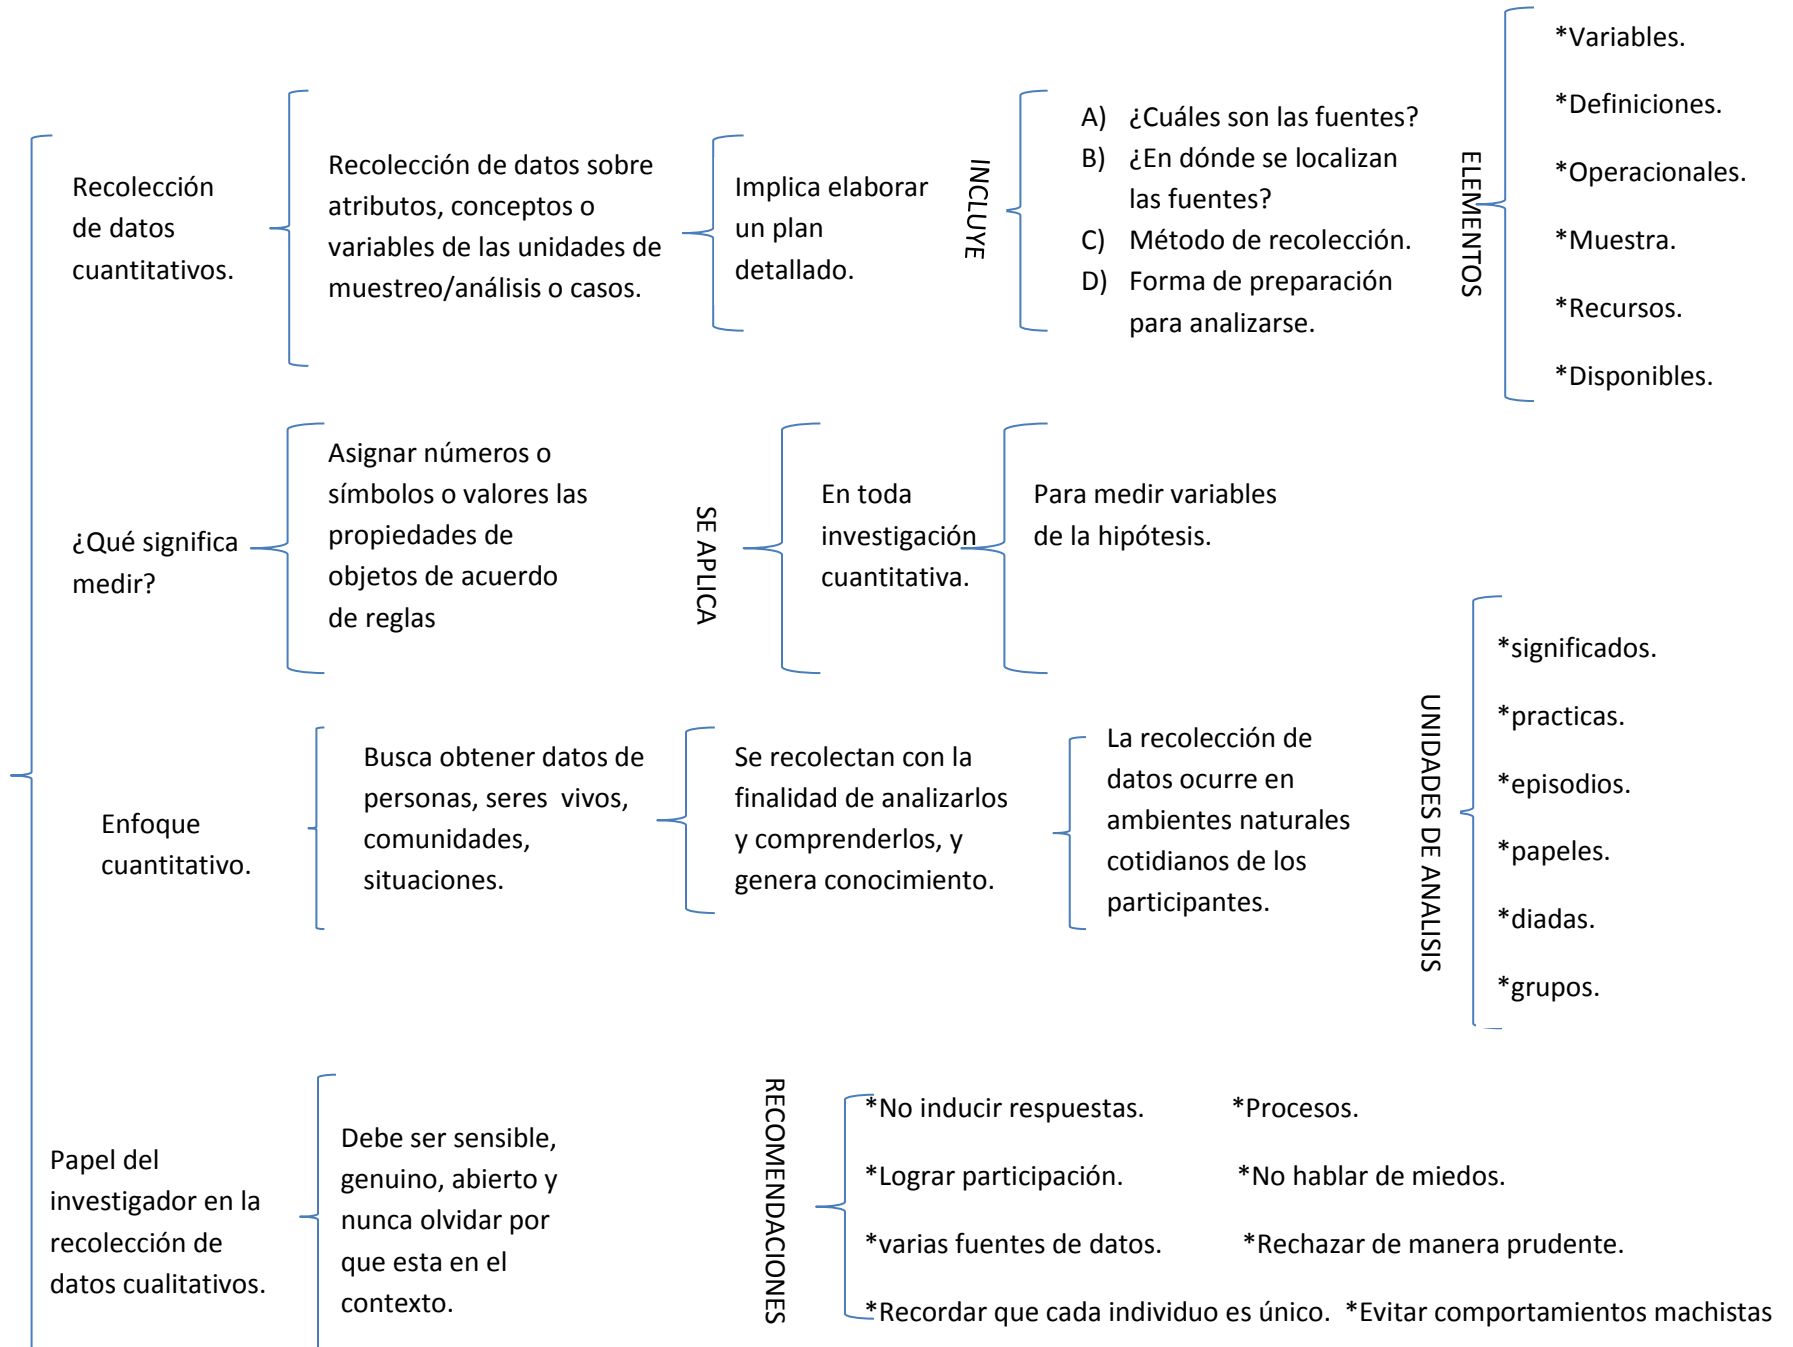 Recolección
de datos
cuantitativos.
Recolección de datos sobre
atributos, conceptos o
variables de las unidades de
muestreo/análisis o casos.
Implica elaborar
un plan
detallado.
INCLUYE
A) ¿Cuáles son las fuentes?
B) ¿En dónde se localizan
las fuentes?
C) Método de recolección.
D) Forma de preparación
para analizarse.
ELEMENTOS
*Variables.
*Definiciones.
*Operacionales.
*Muestra.
*Recursos.
*Disponibles.
¿Qué significa
medir?
Asignar números o
símbolos o valores las
propiedades de
objetos de acuerdo
de reglas
SE APLICA
En toda
investigación
cuantitativa.
Para medir variables
de la hipótesis.
Enfoque
cuantitativo.
Busca obtener datos de
personas, seres vivos,
comunidades,
situaciones.
Se recolectan con la
finalidad de analizarlos
y comprenderlos, y
genera conocimiento.
La recolección de
datos ocurre en
ambientes naturales
cotidianos de los
participantes.
UNIDADES DE ANALISIS
*significados.
*practicas.
*episodios.
*papeles.
*diadas.
*grupos.
Papel del
investigador en la
recolección de
datos cualitativos.
Debe ser sensible,
genuino, abierto y
nunca olvidar por
que esta en el
contexto.
RECOMENDACIONES
*No inducir respuestas. *Procesos.
*Lograr participación. *No hablar de miedos.
*varias fuentes de datos. *Rechazar de manera prudente.
*Recordar que cada individuo es único. *Evitar comportamientos machistas